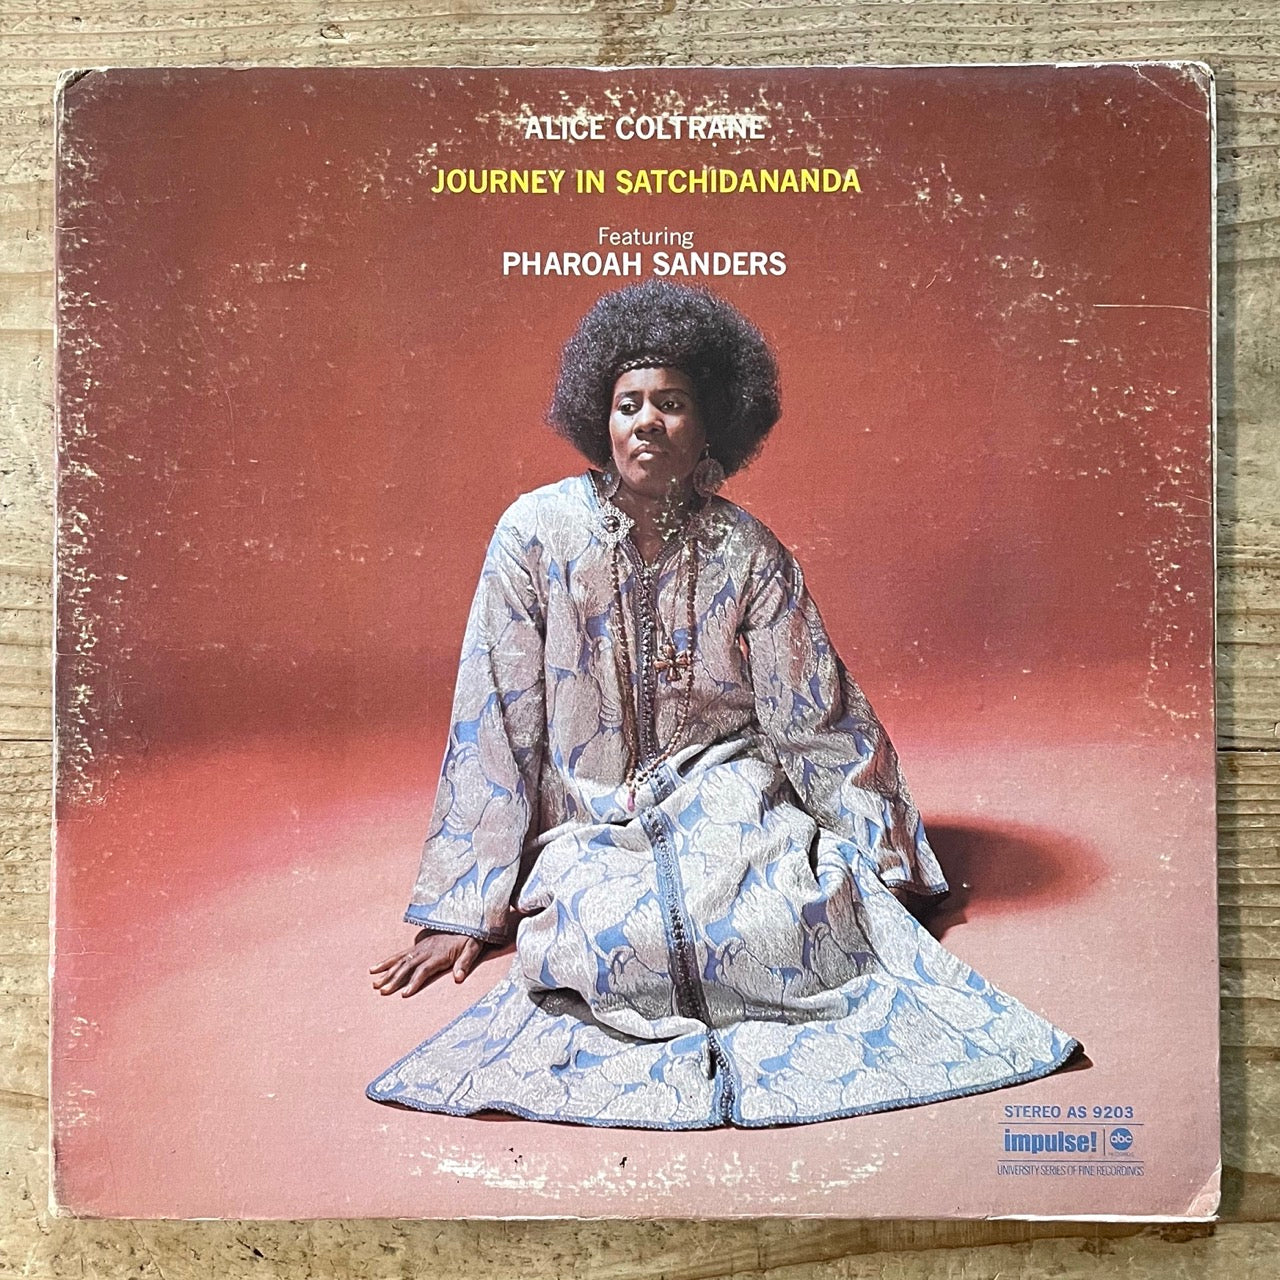 ALICE COLTRANE
JOURNEY IN SATCHIDANANDA
Featuring
PHAROAH SANDERS
STEREO AS 9203
impulse! abc
RECORDS
UNIVERSITY SERIES OF FINE RECORDINGS